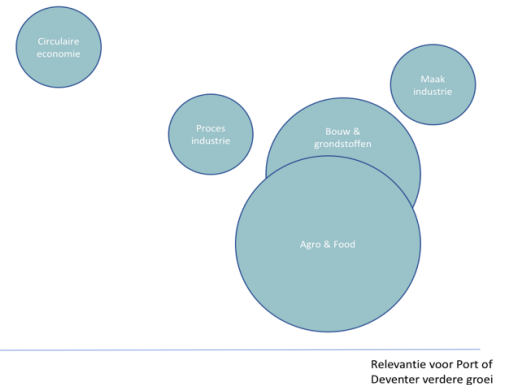 Circulaire
economie
Maak
industrie
Proces
industrie
Bouw &
grondstoffen
Agro & Food
Relevantie voor Port of
Deventer verdere groei